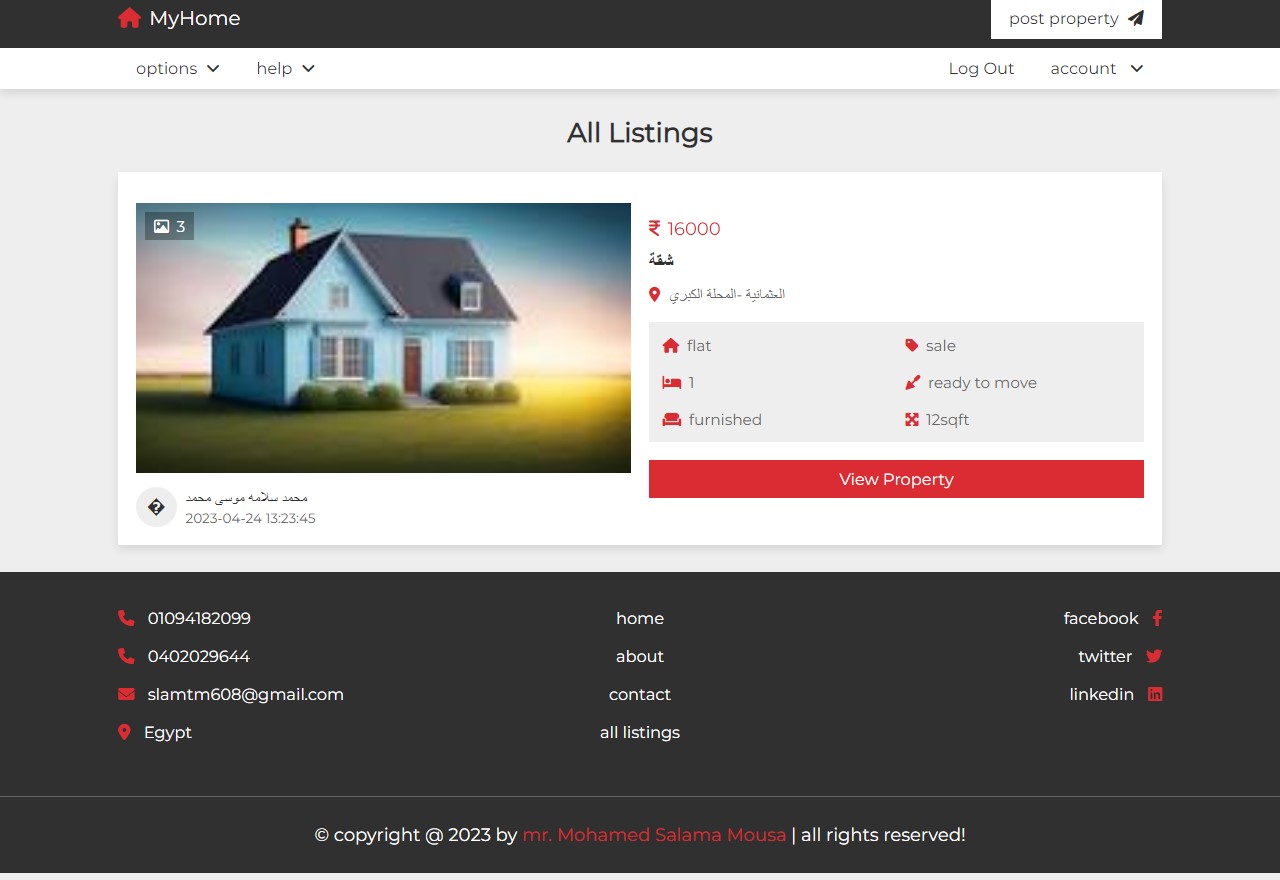 MyHome
post property
options
help
Log Out
account
All Listings
3
₹ 16000
شقة
العثمانية -المحلة الكبري
flat
sale
1
ready to move
furnished
12sqft
View Property
�
محمد سلامه موسى محمد
2023-04-24 13:23:45
01094182099
home
facebook
0402029644
about
twitter
slamtm608@gmail.com
contact
linkedin
Egypt
all listings
© copyright @ 2023 by mr. Mohamed Salama Mousa | all rights reserved!